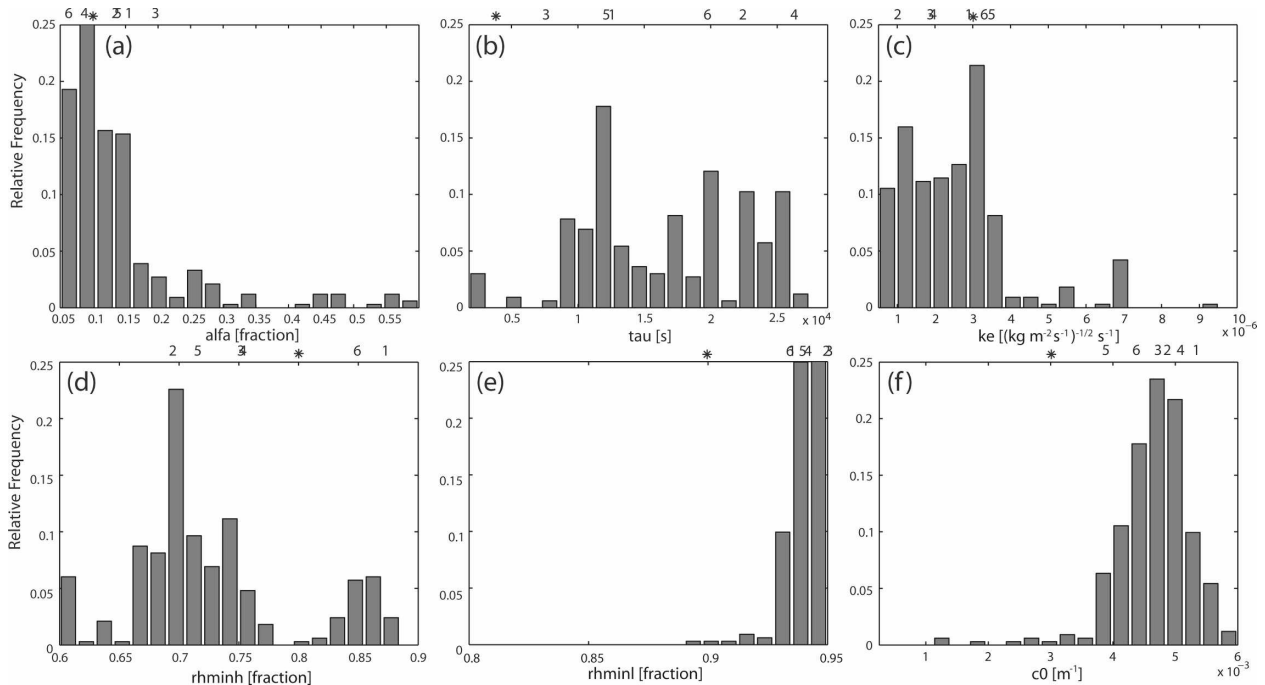 6 4 * 2 5 1 3
* 3 5 1 6 2 4
2 3 4 1 * 6 5
0.25 (a) 0.25 (b) 0.25 (c)
0.2 0.2 0.2
0.15 0.15 0.15
Relative Frequency
0.1 0.1 0.1
0.05 0.05 0.05
0 0 0
0.05 0.1 0.15 0.2 0.25 0.3 0.35 0.4 0.45 0.5 0.55
alfa [fraction]
0.5 1 1.5 2 2.5 x 10⁴
tau [s]
1 2 3 4 5 6 7 8 9 10
x 10⁻⁶
ke [(kg m⁻²s⁻¹)⁻¹/² s⁻¹]
2 5 3 4 * 6 1
* 6 1 5 4 2 3
* 5 6 3 2 4 1
0.25 (d) 0.25 (e) 0.25 (f)
0.2 0.2 0.2
0.15 0.15 0.15
Relative Frequency
0.1 0.1 0.1
0.05 0.05 0.05
0 0 0
0.6 0.65 0.7 0.75 0.8 0.85 0.9
rhminh [fraction]
0.8 0.85 0.9 0.95
rhminl [fraction]
1 2 3 4 5 6
x 10⁻³
c0 [m⁻¹]